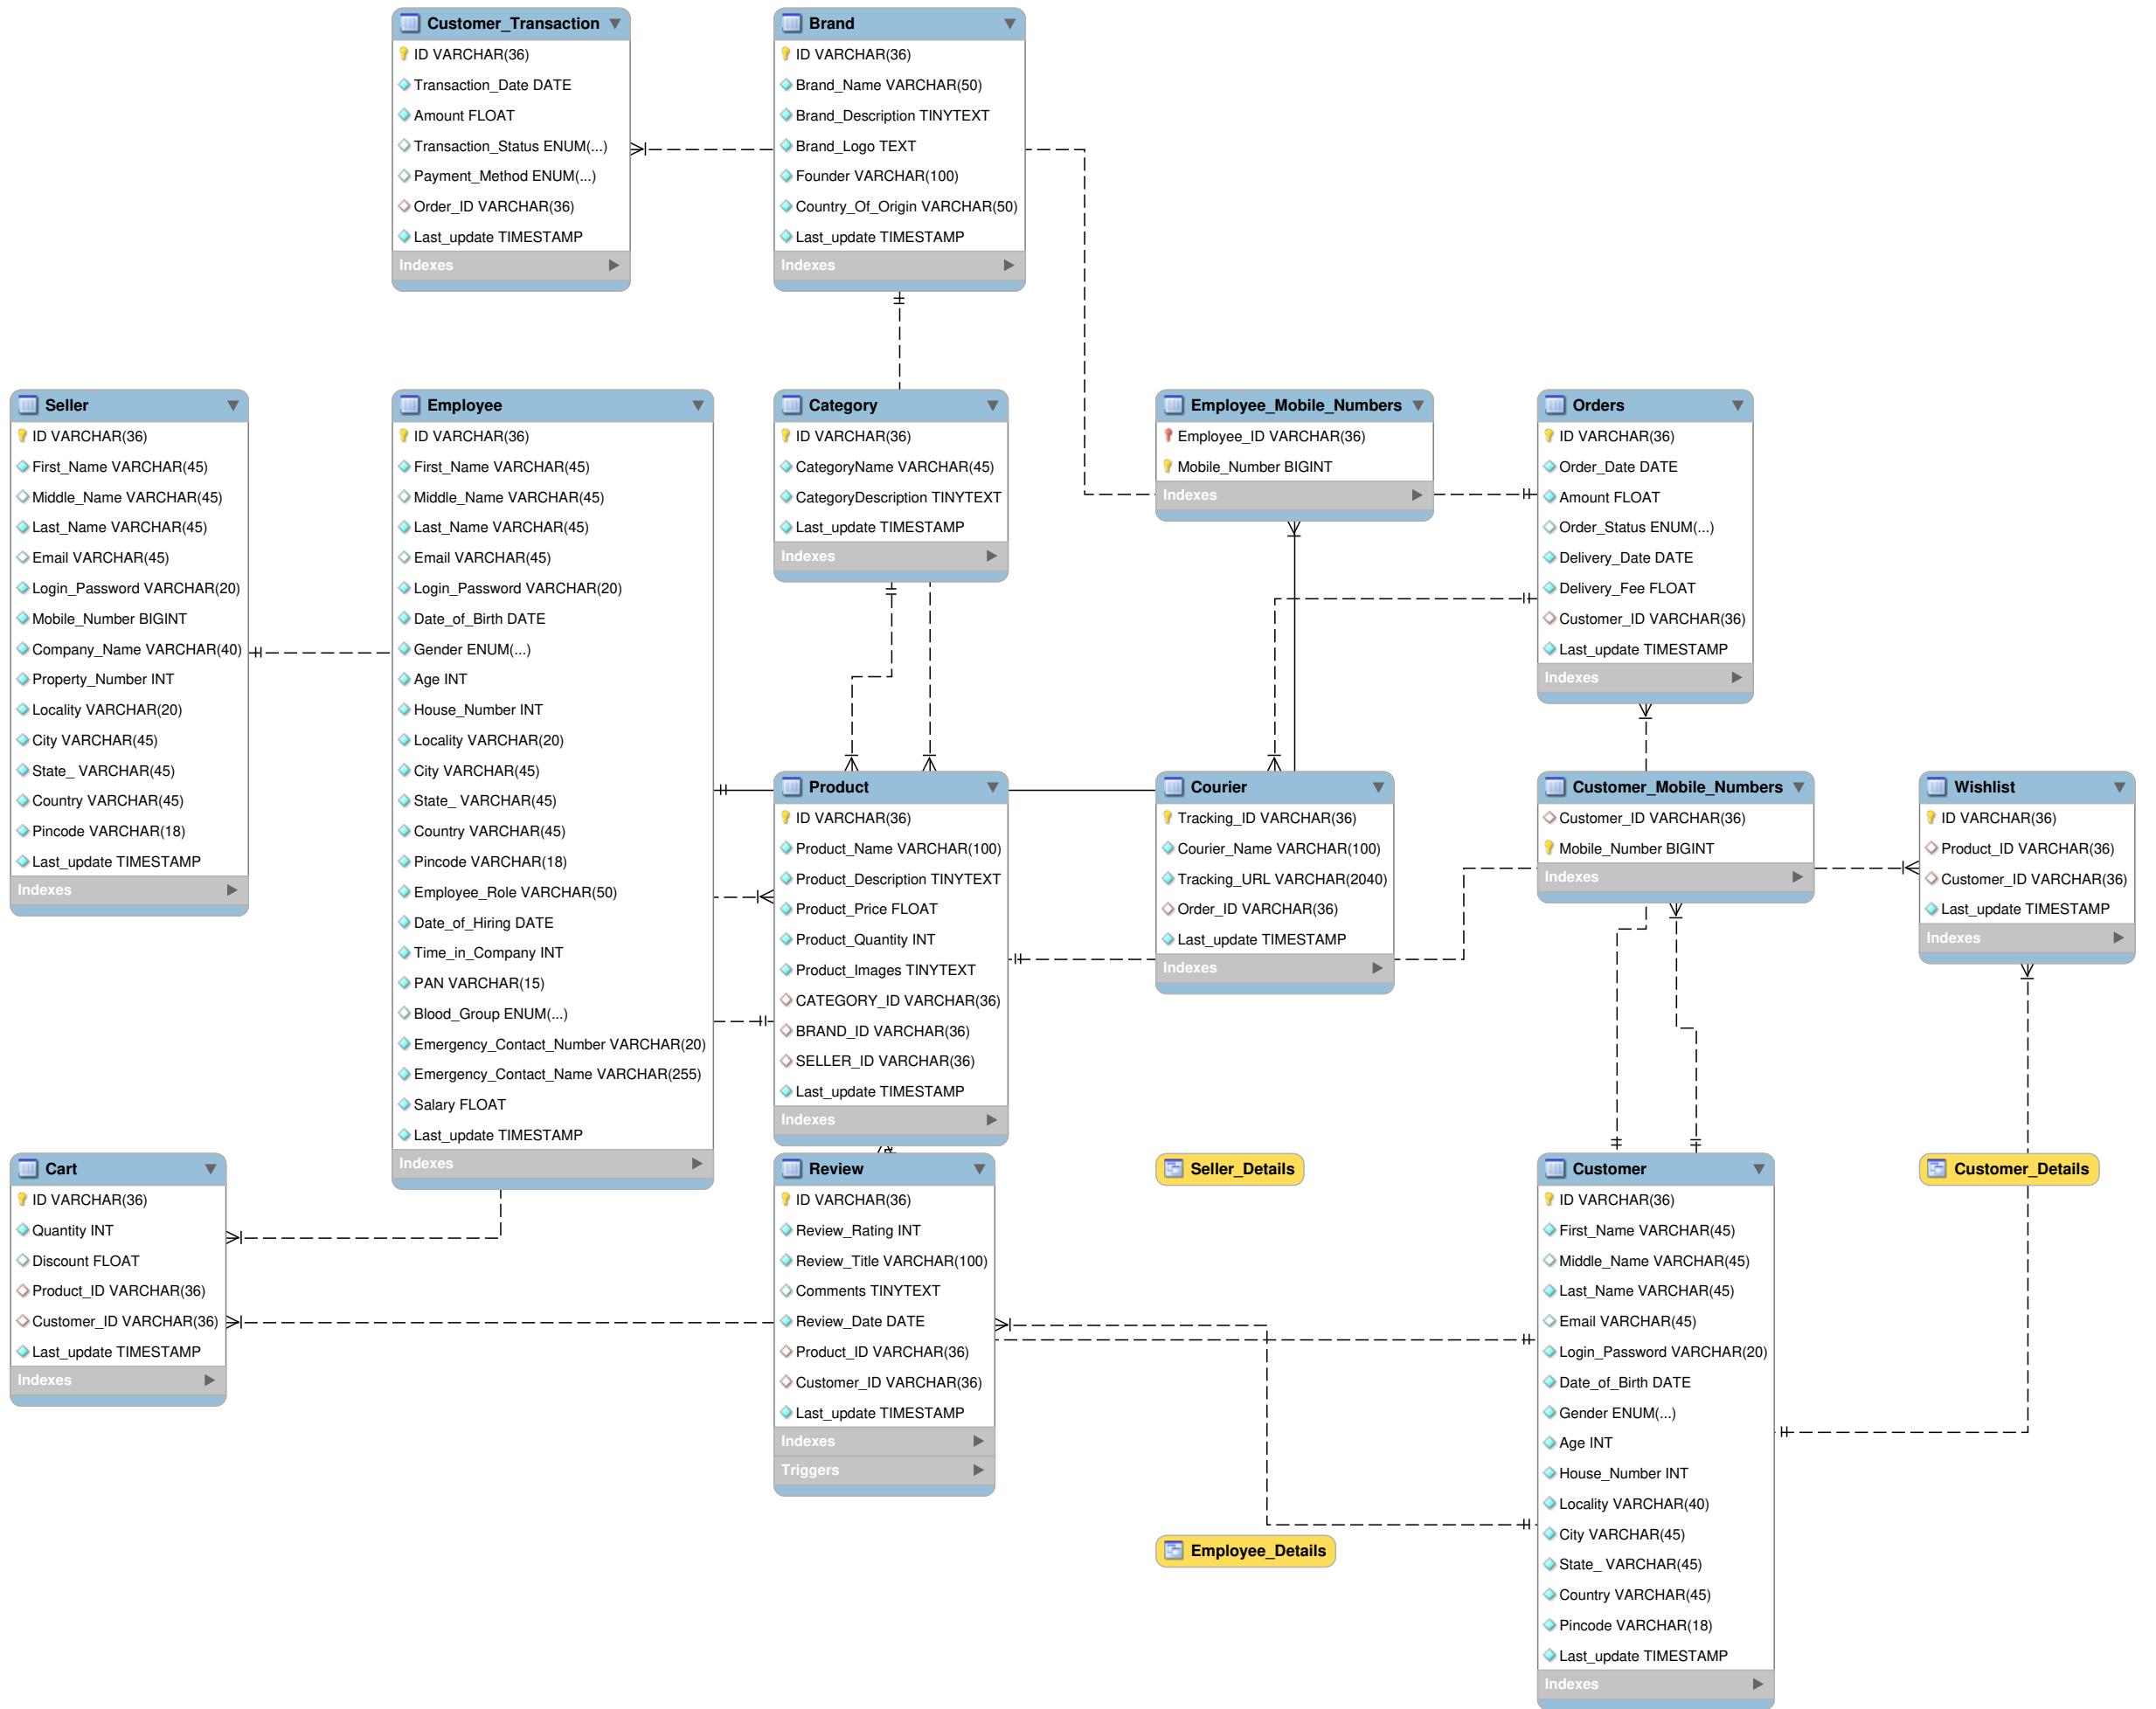 Customer_Transaction
ID VARCHAR(36)
Transaction_Date DATE
Amount FLOAT
Transaction_Status ENUM(...)
Payment_Method ENUM(...)
Order_ID VARCHAR(36)
Last_update TIMESTAMP
Indexes
Brand
ID VARCHAR(36)
Brand_Name VARCHAR(50)
Brand_Description TINYTEXT
Brand_Logo TEXT
Founder VARCHAR(100)
Country_Of_Origin VARCHAR(50)
Last_update TIMESTAMP
Indexes
Seller
ID VARCHAR(36)
First_Name VARCHAR(45)
Middle_Name VARCHAR(45)
Last_Name VARCHAR(45)
Email VARCHAR(45)
Login_Password VARCHAR(20)
Mobile_Number BIGINT
Company_Name VARCHAR(40)
Property_Number INT
Locality VARCHAR(20)
City VARCHAR(45)
State_ VARCHAR(45)
Country VARCHAR(45)
Pincode VARCHAR(18)
Last_update TIMESTAMP
Indexes
Employee
ID VARCHAR(36)
First_Name VARCHAR(45)
Middle_Name VARCHAR(45)
Last_Name VARCHAR(45)
Email VARCHAR(45)
Login_Password VARCHAR(20)
Date_of_Birth DATE
Gender ENUM(...)
Age INT
House_Number INT
Locality VARCHAR(20)
City VARCHAR(45)
State_ VARCHAR(45)
Country VARCHAR(45)
Pincode VARCHAR(18)
Employee_Role VARCHAR(50)
Date_of_Hiring DATE
Time_in_Company INT
PAN VARCHAR(15)
Blood_Group ENUM(...)
Emergency_Contact_Number VARCHAR(20)
Emergency_Contact_Name VARCHAR(255)
Salary FLOAT
Last_update TIMESTAMP
Indexes
Category
ID VARCHAR(36)
CategoryName VARCHAR(45)
CategoryDescription TINYTEXT
Last_update TIMESTAMP
Indexes
Employee_Mobile_Numbers
Employee_ID VARCHAR(36)
Mobile_Number BIGINT
Indexes
Orders
ID VARCHAR(36)
Order_Date DATE
Amount FLOAT
Order_Status ENUM(...)
Delivery_Date DATE
Delivery_Fee FLOAT
Customer_ID VARCHAR(36)
Last_update TIMESTAMP
Indexes
Product
ID VARCHAR(36)
Product_Name VARCHAR(100)
Product_Description TINYTEXT
Product_Price FLOAT
Product_Quantity INT
Product_Images TINYTEXT
CATEGORY_ID VARCHAR(36)
BRAND_ID VARCHAR(36)
SELLER_ID VARCHAR(36)
Last_update TIMESTAMP
Indexes
Courier
Tracking_ID VARCHAR(36)
Courier_Name VARCHAR(100)
Tracking_URL VARCHAR(2040)
Order_ID VARCHAR(36)
Last_update TIMESTAMP
Indexes
Customer_Mobile_Numbers
Customer_ID VARCHAR(36)
Mobile_Number BIGINT
Indexes
Wishlist
ID VARCHAR(36)
Product_ID VARCHAR(36)
Customer_ID VARCHAR(36)
Last_update TIMESTAMP
Indexes
Cart
ID VARCHAR(36)
Quantity INT
Discount FLOAT
Product_ID VARCHAR(36)
Customer_ID VARCHAR(36)
Last_update TIMESTAMP
Indexes
Review
ID VARCHAR(36)
Review_Rating INT
Review_Title VARCHAR(100)
Comments TINYTEXT
Review_Date DATE
Product_ID VARCHAR(36)
Customer_ID VARCHAR(36)
Last_update TIMESTAMP
Indexes
Triggers
Seller_Details
Employee_Details
Customer
ID VARCHAR(36)
First_Name VARCHAR(45)
Middle_Name VARCHAR(45)
Last_Name VARCHAR(45)
Email VARCHAR(45)
Login_Password VARCHAR(20)
Date_of_Birth DATE
Gender ENUM(...)
Age INT
House_Number INT
Locality VARCHAR(40)
City VARCHAR(45)
State_ VARCHAR(45)
Country VARCHAR(45)
Pincode VARCHAR(18)
Last_update TIMESTAMP
Indexes
Customer_Details